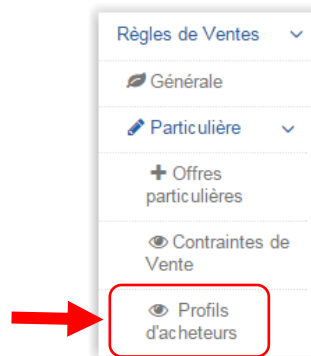 Règles de Ventes
Générale
Particulière
Offres
particulières
Contraintes de
Vente
Profils
d'acheteurs